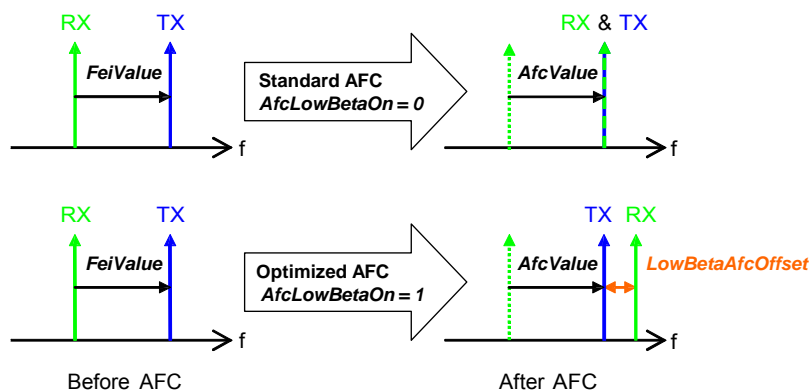 RX TX
FeiValue
Standard AFC
AfcLowBetaOn = 0
RX & TX
AfcValue
f
f
RX TX
FeiValue
Optimized AFC
AfcLowBetaOn = 1
TX RX
AfcValue
LowBetaAfcOffset
f
f
Before AFC
After AFC